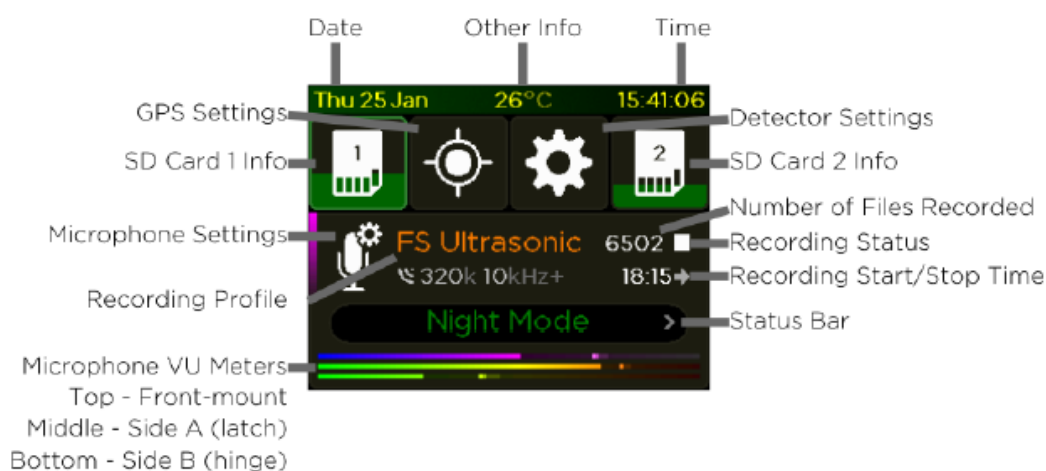 Date Other Info Time
Thu 25 Jan 26°C 15:41:06
GPS Settings
Detector Settings
SD Card 1 Info 1 2 SD Card 2 Info
Number of Files Recorded
Microphone Settings FS Ultrasonic 6502 Recording Status
320k 10kHz+ 18:15 Recording Start/Stop Time
Recording Profile
Night Mode > Status Bar
Microphone VU Meters
Top - Front-mount
Middle - Side A (latch)
Bottom - Side B (hinge)